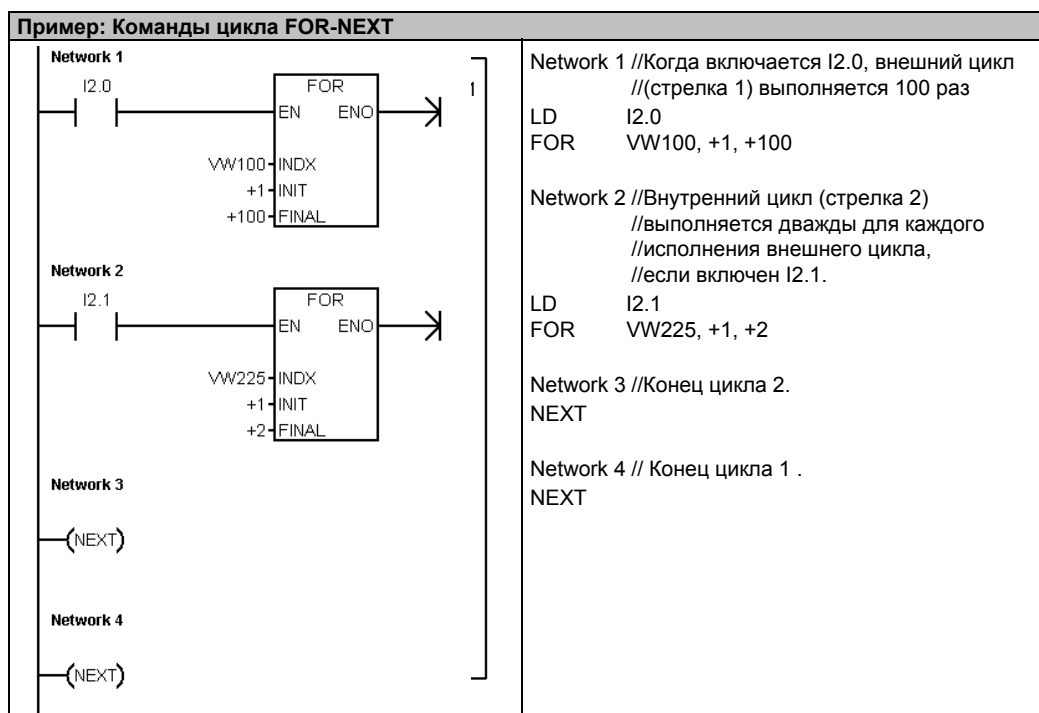 Пример: Команды цикла FOR-NEXT
Network 1
I2.0
FOR
1
EN ENO
VW100 INDX
+1 INIT
+100 FINAL
Network 2
I2.1
FOR
EN ENO
VW225 INDX
+1 INIT
+2 FINAL
Network 3
(NEXT)
Network 4
(NEXT)
Network 1 //Когда включается I2.0, внешний цикл
//(стрелка 1) выполняется 100 раз
LD I2.0
FOR VW100, +1, +100
Network 2 //Внутренний цикл (стрелка 2)
//выполняется дважды для каждого
//исполнения внешнего цикла,
//если включен I2.1.
LD I2.1
FOR VW225, +1, +2
Network 3 //Конец цикла 2.
NEXT
Network 4 // Конец цикла 1 .
NEXT